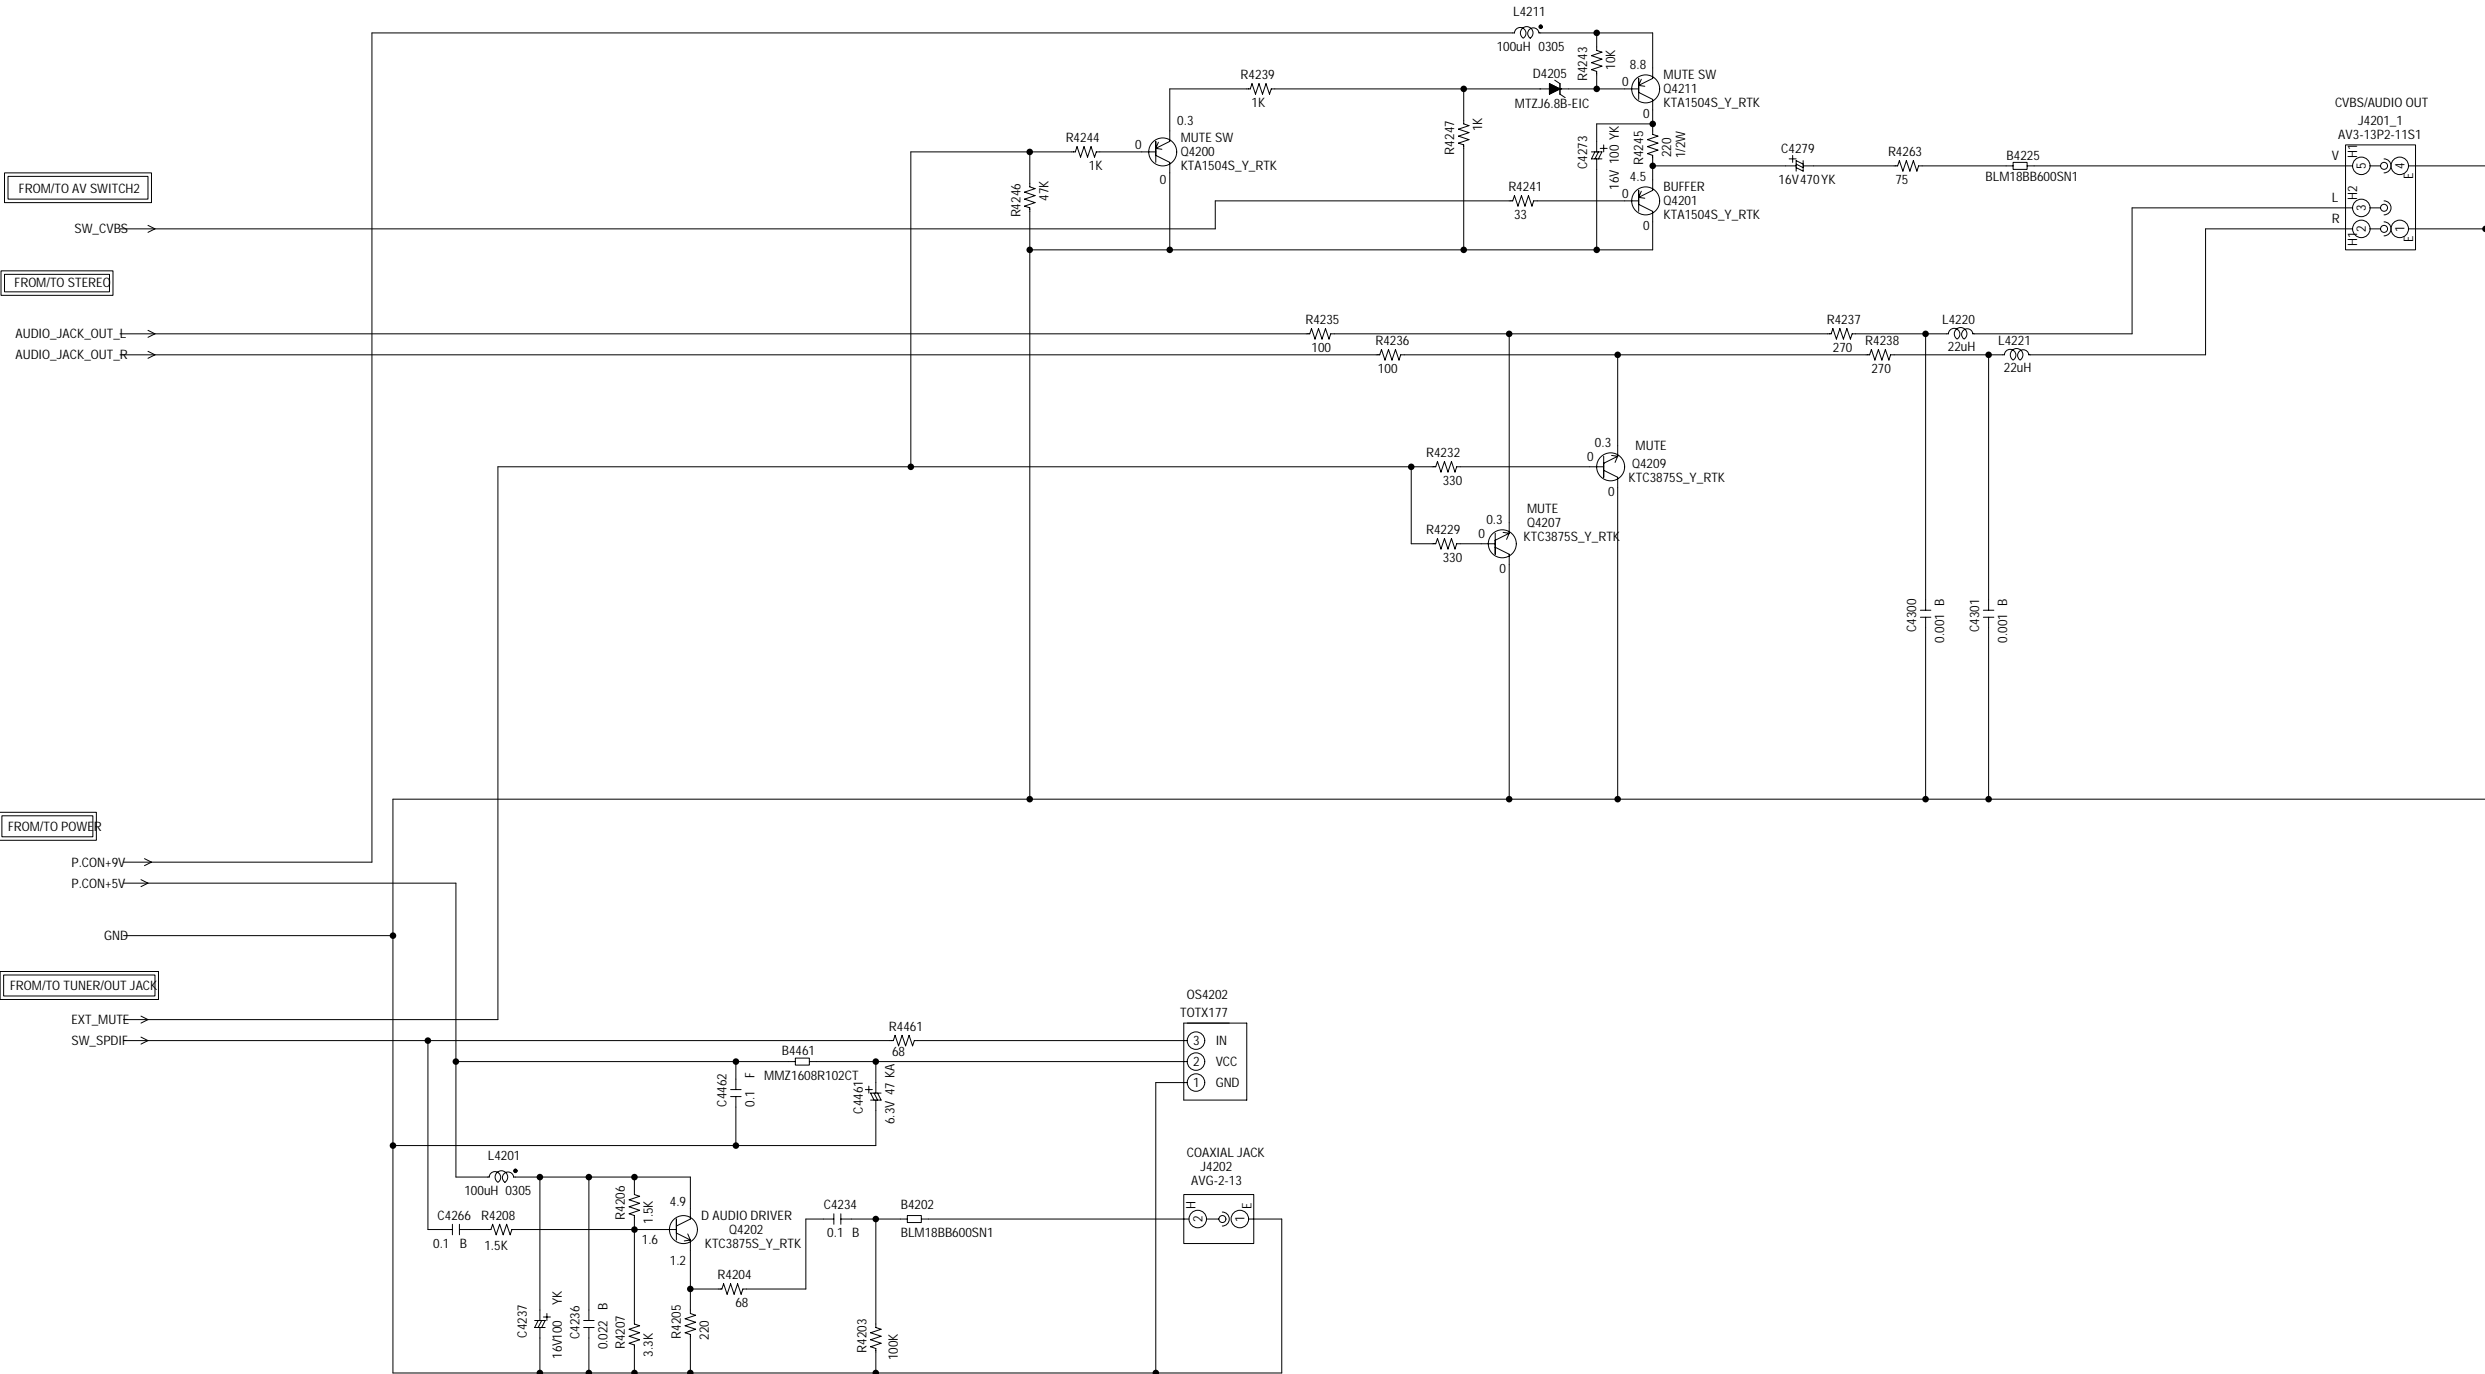 L4211
100uH 0305
R4243
10K
8.8
0
0
MUTE SW
Q4211
KTA1504S_Y_RTK
D4205
MTZJ6.8B-EIC
R4239
1K
R4247
1K
0.3
0
0
MUTE SW
Q4200
KTA1504S_Y_RTK
R4244
1K
R4246
47K
C4273
16V 100 YK
R4245
220
1/2W
4.5
0
0
BUFFER
Q4201
KTA1504S_Y_RTK
R4241
33
C4279
+
16V470YK
R4263
75
B4225
BLM18BB600SN1
CVBS/AUDIO OUT
J4201_1
AV3-13P2-11S1
V
H1
5
4
E
L
H2
3
R
H1
2
1
E
FROM/TO AV SWITCH2
SW_CVBS
FROM/TO STEREO
AUDIO_JACK_OUT_L
AUDIO_JACK_OUT_R
R4235
100
R4236
100
R4237
270
R4238
270
L4220
22uH
L4221
22uH
R4232
330
0.3
0
0
MUTE
Q4209
KTC3875S_Y_RTK
R4229
330
0.3
0
0
MUTE
Q4207
KTC3875S_Y_RTK
C4300
0.001 B
C4301
0.001 B
FROM/TO POWER
P.CON+9V
P.CON+5V
GND
FROM/TO TUNER/OUT JACK
EXT_MUTE
SW_SPDIF
R4461
68
B4461
MMZ1608R102CT
C4462
0.1 F
C4461
+
6.3V 47 KA
OS4202
TOTX177
3 IN
2 VCC
1 GND
L4201
100uH 0305
C4266
0.1 B
R4208
1.5K
R4206
1.5K
4.9
1.6
1.2
D AUDIO DRIVER
Q4202
KTC3875S_Y_RTK
R4204
68
C4234
0.1 B
B4202
BLM18BB600SN1
COAXIAL JACK
J4202
AVG-2-13
H
2
1
E
C4237
+
16V100 YK
C4236
0.022 B
R4207
3.3K
R4205
220
R4203
100K